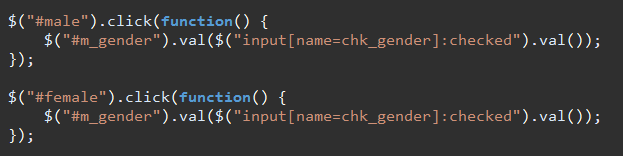 $("#male").click(function() {
    $("#m_gender").val($("input[name=chk_gender]:checked").val());
});

$("#female").click(function() {
    $("#m_gender").val($("input[name=chk_gender]:checked").val());
});